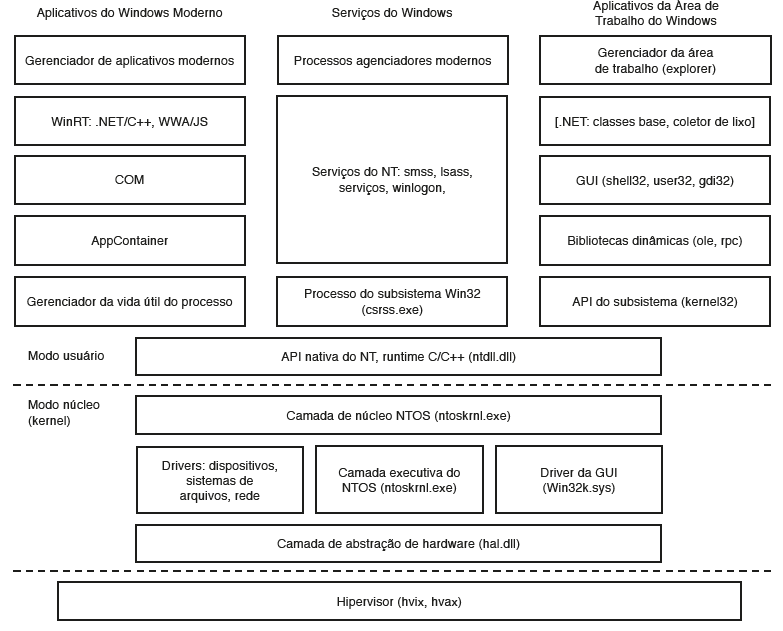 Aplicativos do Windows Moderno
Serviços do Windows
Aplicativos da Área de
Trabalho do Windows
Gerenciador de aplicativos modernos
Processos agenciadores modernos
Gerenciador da área
de trabalho (explorer)
WinRT: .NET/C++, WWA/JS
Serviços do NT: smss, lsass,
serviços, winlogon,
[.NET: classes base, coletor de lixo]
COM
GUI (shell32, user32, gdi32)
AppContainer
Bibliotecas dinâmicas (ole, rpc)
Gerenciador da vida útil do processo
Processo do subsistema Win32
(csrss.exe)
API do subsistema (kernel32)
Modo usuário
API nativa do NT, runtime C/C++ (ntdll.dll)
Modo núcleo
(kernel)
Camada de núcleo NTOS (ntoskrnl.exe)
Drivers: dispositivos,
sistemas de
arquivos, rede
Camada executiva do
NTOS (ntoskrnl.exe)
Driver da GUI
(Win32k.sys)
Camada de abstração de hardware (hal.dll)
Hipervisor (hvix, hvax)